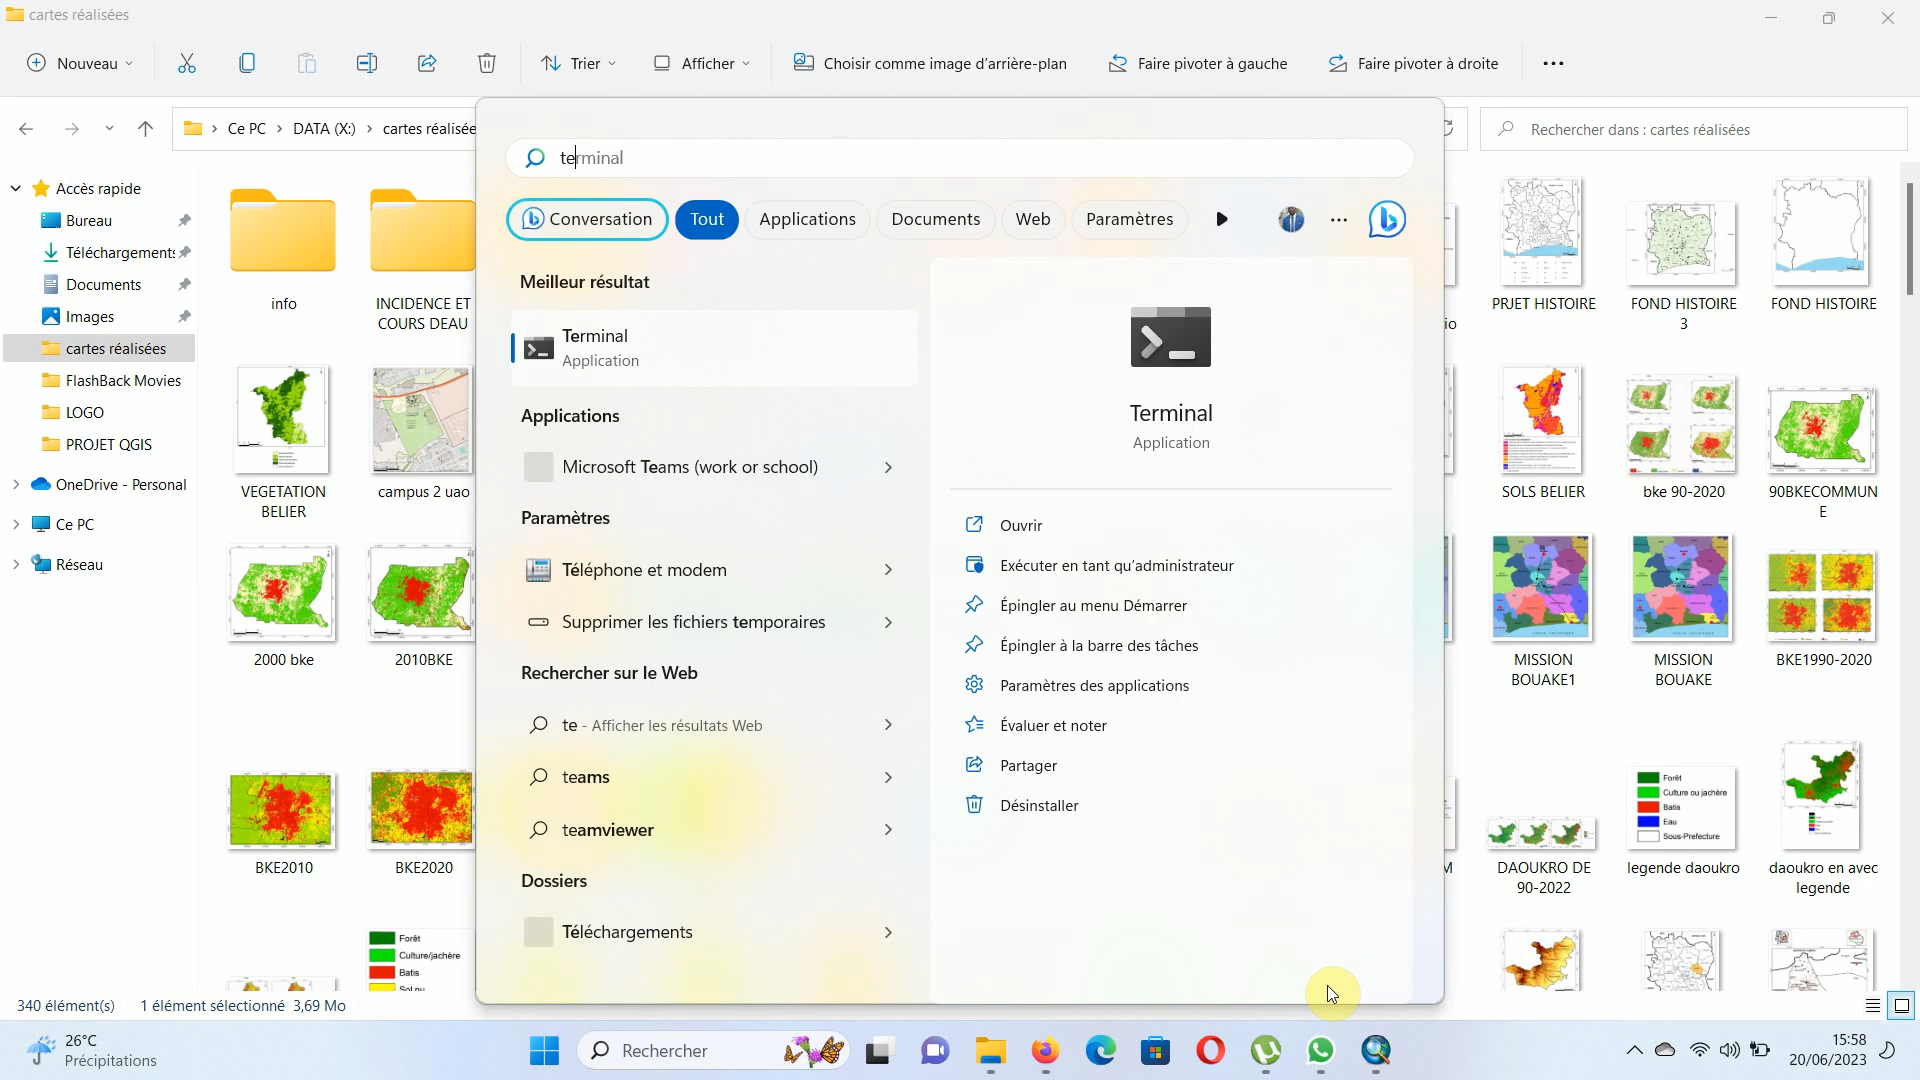 cartes réalisées
Nouveau
Trier
Afficher
Choisir comme image d'arrière-plan
Faire pivoter à gauche
Faire pivoter à droite
Ce PC
DATA (X:)
cartes réalisée
Rechercher dans : cartes réalisées
Accès rapide
Bureau
Téléchargement
Documents
Images
cartes réalisées
FlashBack Movies
LOGO
PROJET QGIS
OneDrive - Personal
Ce PC
Réseau
info
INCIDENCE ET
COURS DEAU
VEGETATION
BELIER
campus 2 uao
2000 bke
2010BKE
BKE2010
BKE2020
Forêt
Culture/jachère
Batis
Sol nu
terminal
Conversation
Tout
Applications
Documents
Web
Paramètres
Meilleur résultat
Terminal
Application
Applications
Microsoft Teams (work or school)
Paramètres
Téléphone et modem
Supprimer les fichiers temporaires
Rechercher sur le Web
te - Afficher les résultats Web
teams
teamviewer
Dossiers
Téléchargements
Terminal
Application
Ouvrir
Exécuter en tant qu'administrateur
Épingler au menu Démarrer
Épingler à la barre des tâches
Paramètres des applications
Évaluer et noter
Partager
Désinstaller
io
PRJET HISTOIRE
FOND HISTOIRE
3
FOND HISTOIRE
SOLS BELIER
bke 90-2020
90BKECOMMUN
E
MISSION
BOUAKE1
MISSION
BOUAKE
BKE1990-2020
M
Forêt
Culture ou jachère
Batis
Eau
Sous-Prefecture
DAOUKRO DE
90-2022
legende daoukro
daoukro en avec
legende
340 élément(s)
1 élément sélectionné
3,69 Mo
26°C
Précipitations
Rechercher
15:58
20/06/2023